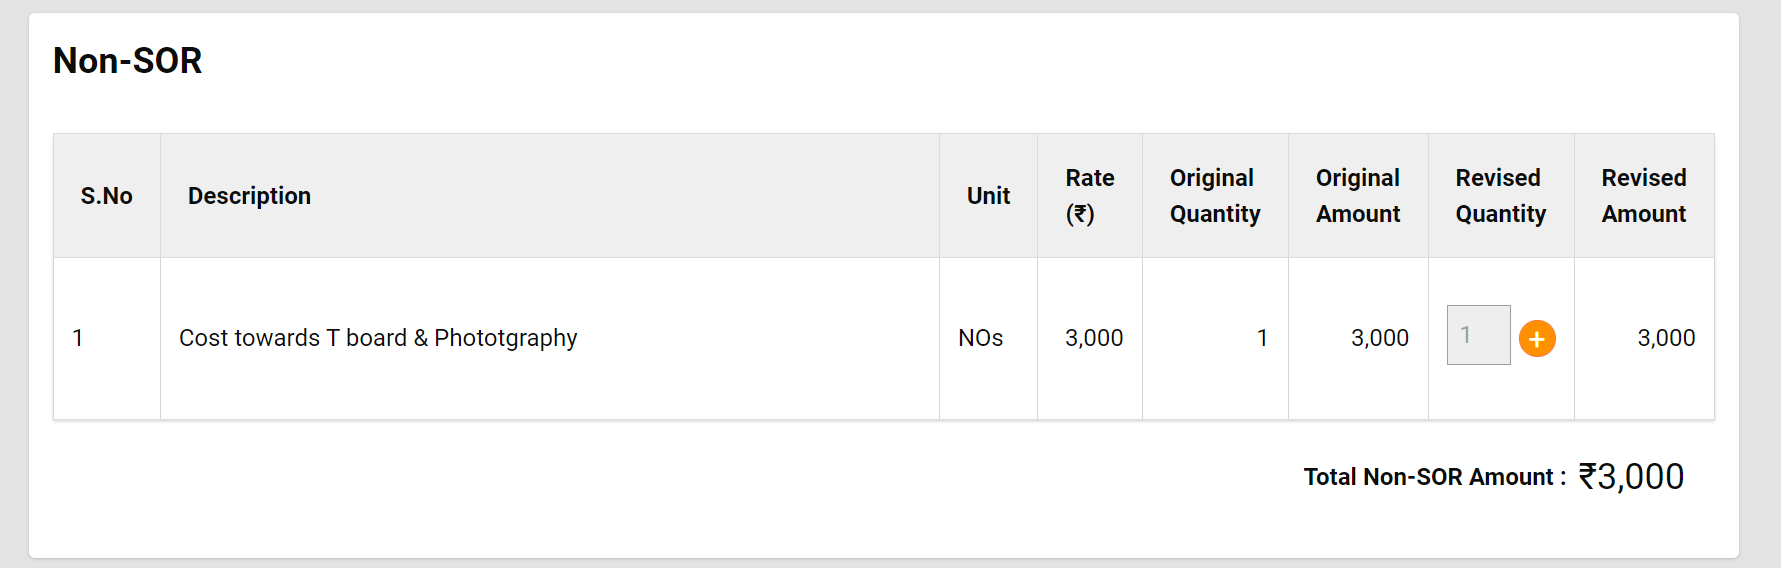 Non-SOR
S.No Description Unit Rate (₹) Original Quantity Original Amount Revised Quantity Revised Amount
1 Cost towards T board & Phototgraphy NOs 3,000 1 3,000 1 + 3,000
Total Non-SOR Amount : ₹3,000